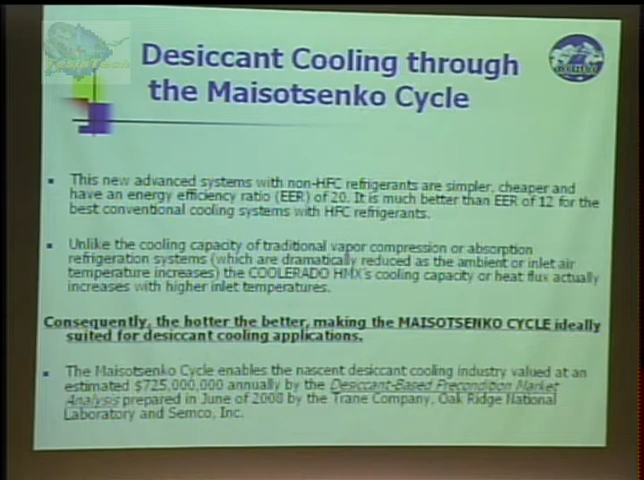 Desiccant Cooling through
the Maisotsenko Cycle
This new advanced systems with non-HFC refrigerants are simpler, cheaper and
have an energy efficiency ratio (EER) of 20. It is much better than EER of 12 for the
best conventional cooling systems with HFC refrigerants.
Unlike the cooling capacity of traditional vapor compression or absorption
refrigeration systems (which are dramatically reduced as the ambient or inlet air
temperature increases) the COOLERADO HMX's cooling capacity or heat flux actually
increases with higher inlet temperatures.
Consequently, the hotter the better, making the MAISOTSENKO CYCLE ideally
suited for desiccant cooling applications.
The Maisotsenko Cycle enables the nascent desiccant cooling industry valued at an
estimated $725,000,000 annually by the Desiccant-Based Precondition Market
Analysis prepared in June of 2008 by the Trane Company, Oak Ridge National
Laboratory and Semco, Inc.